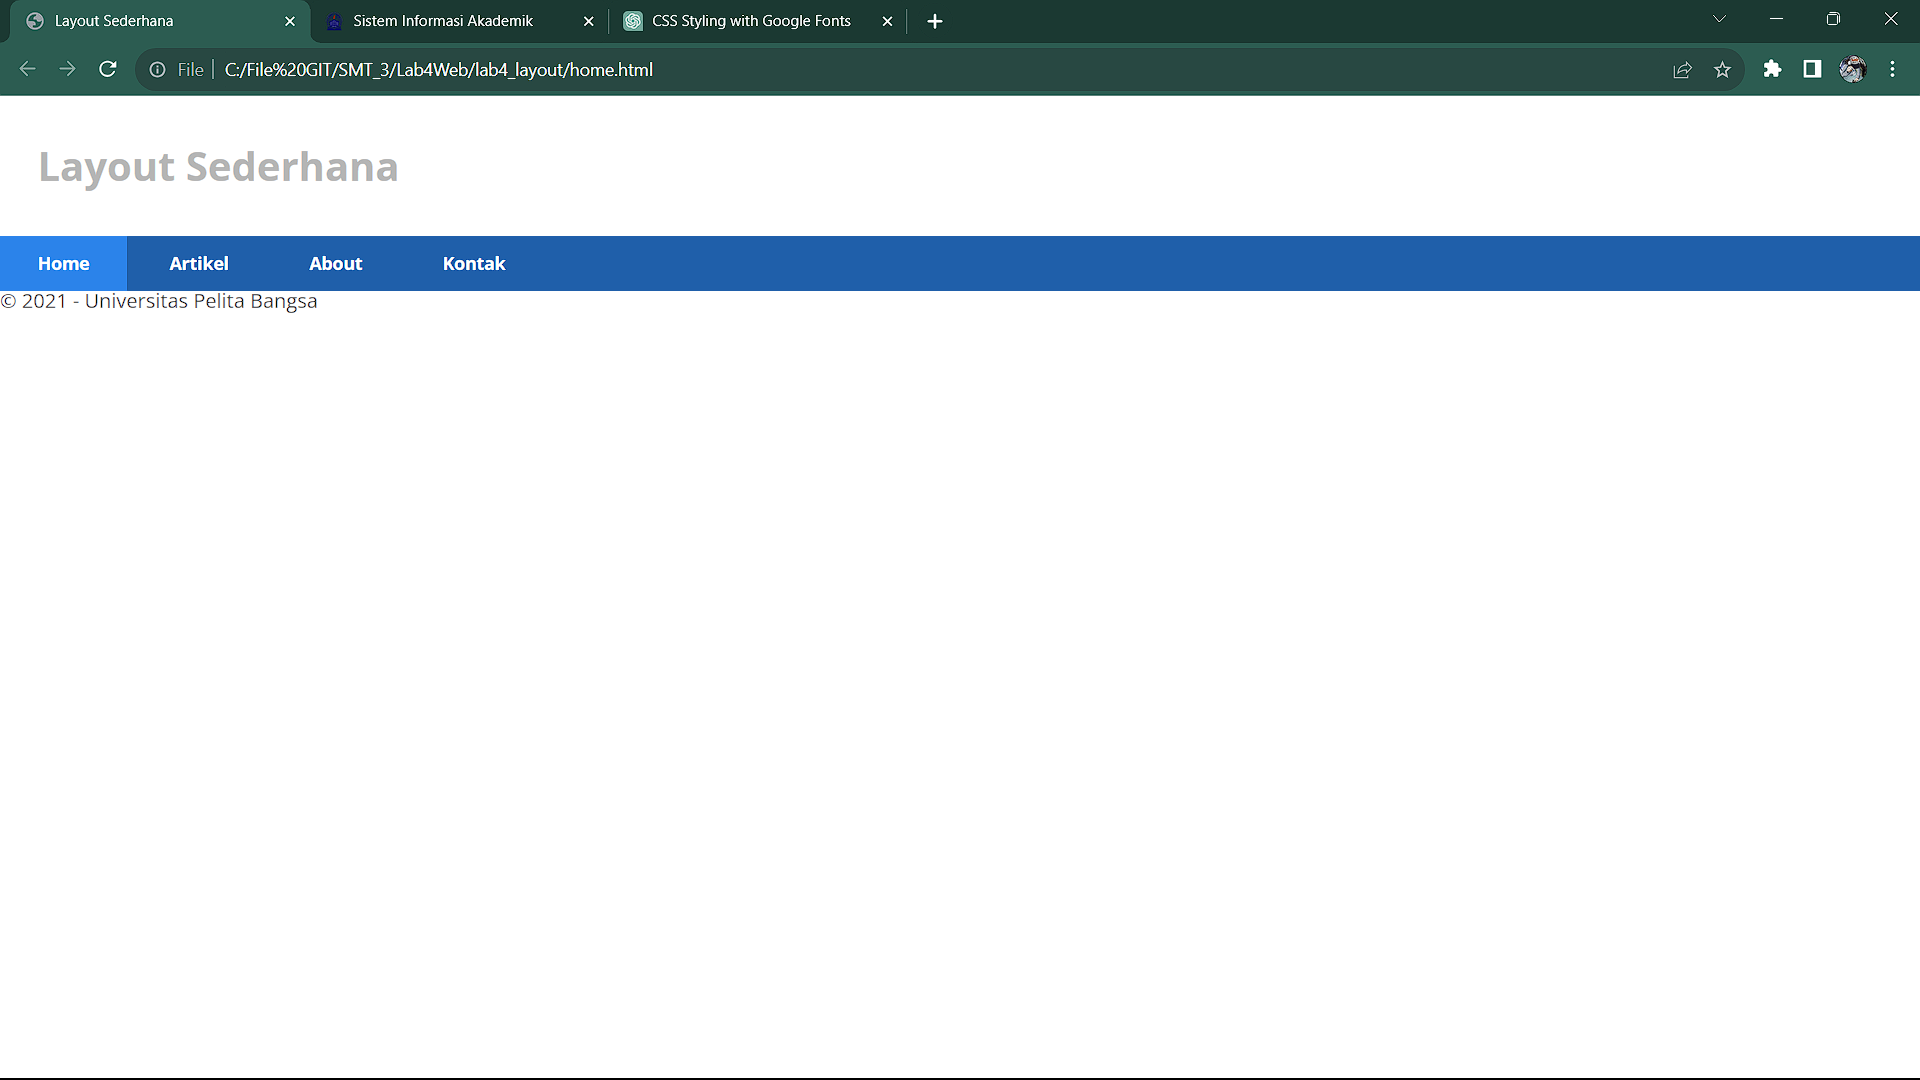 Layout Sederhana
Sistem Informasi Akademik
CSS Styling with Google Fonts
File C:/File%20GIT/SMT_3/Lab4Web/lab4_layout/home.html
Layout Sederhana
Home Artikel About Kontak
© 2021 - Universitas Pelita Bangsa